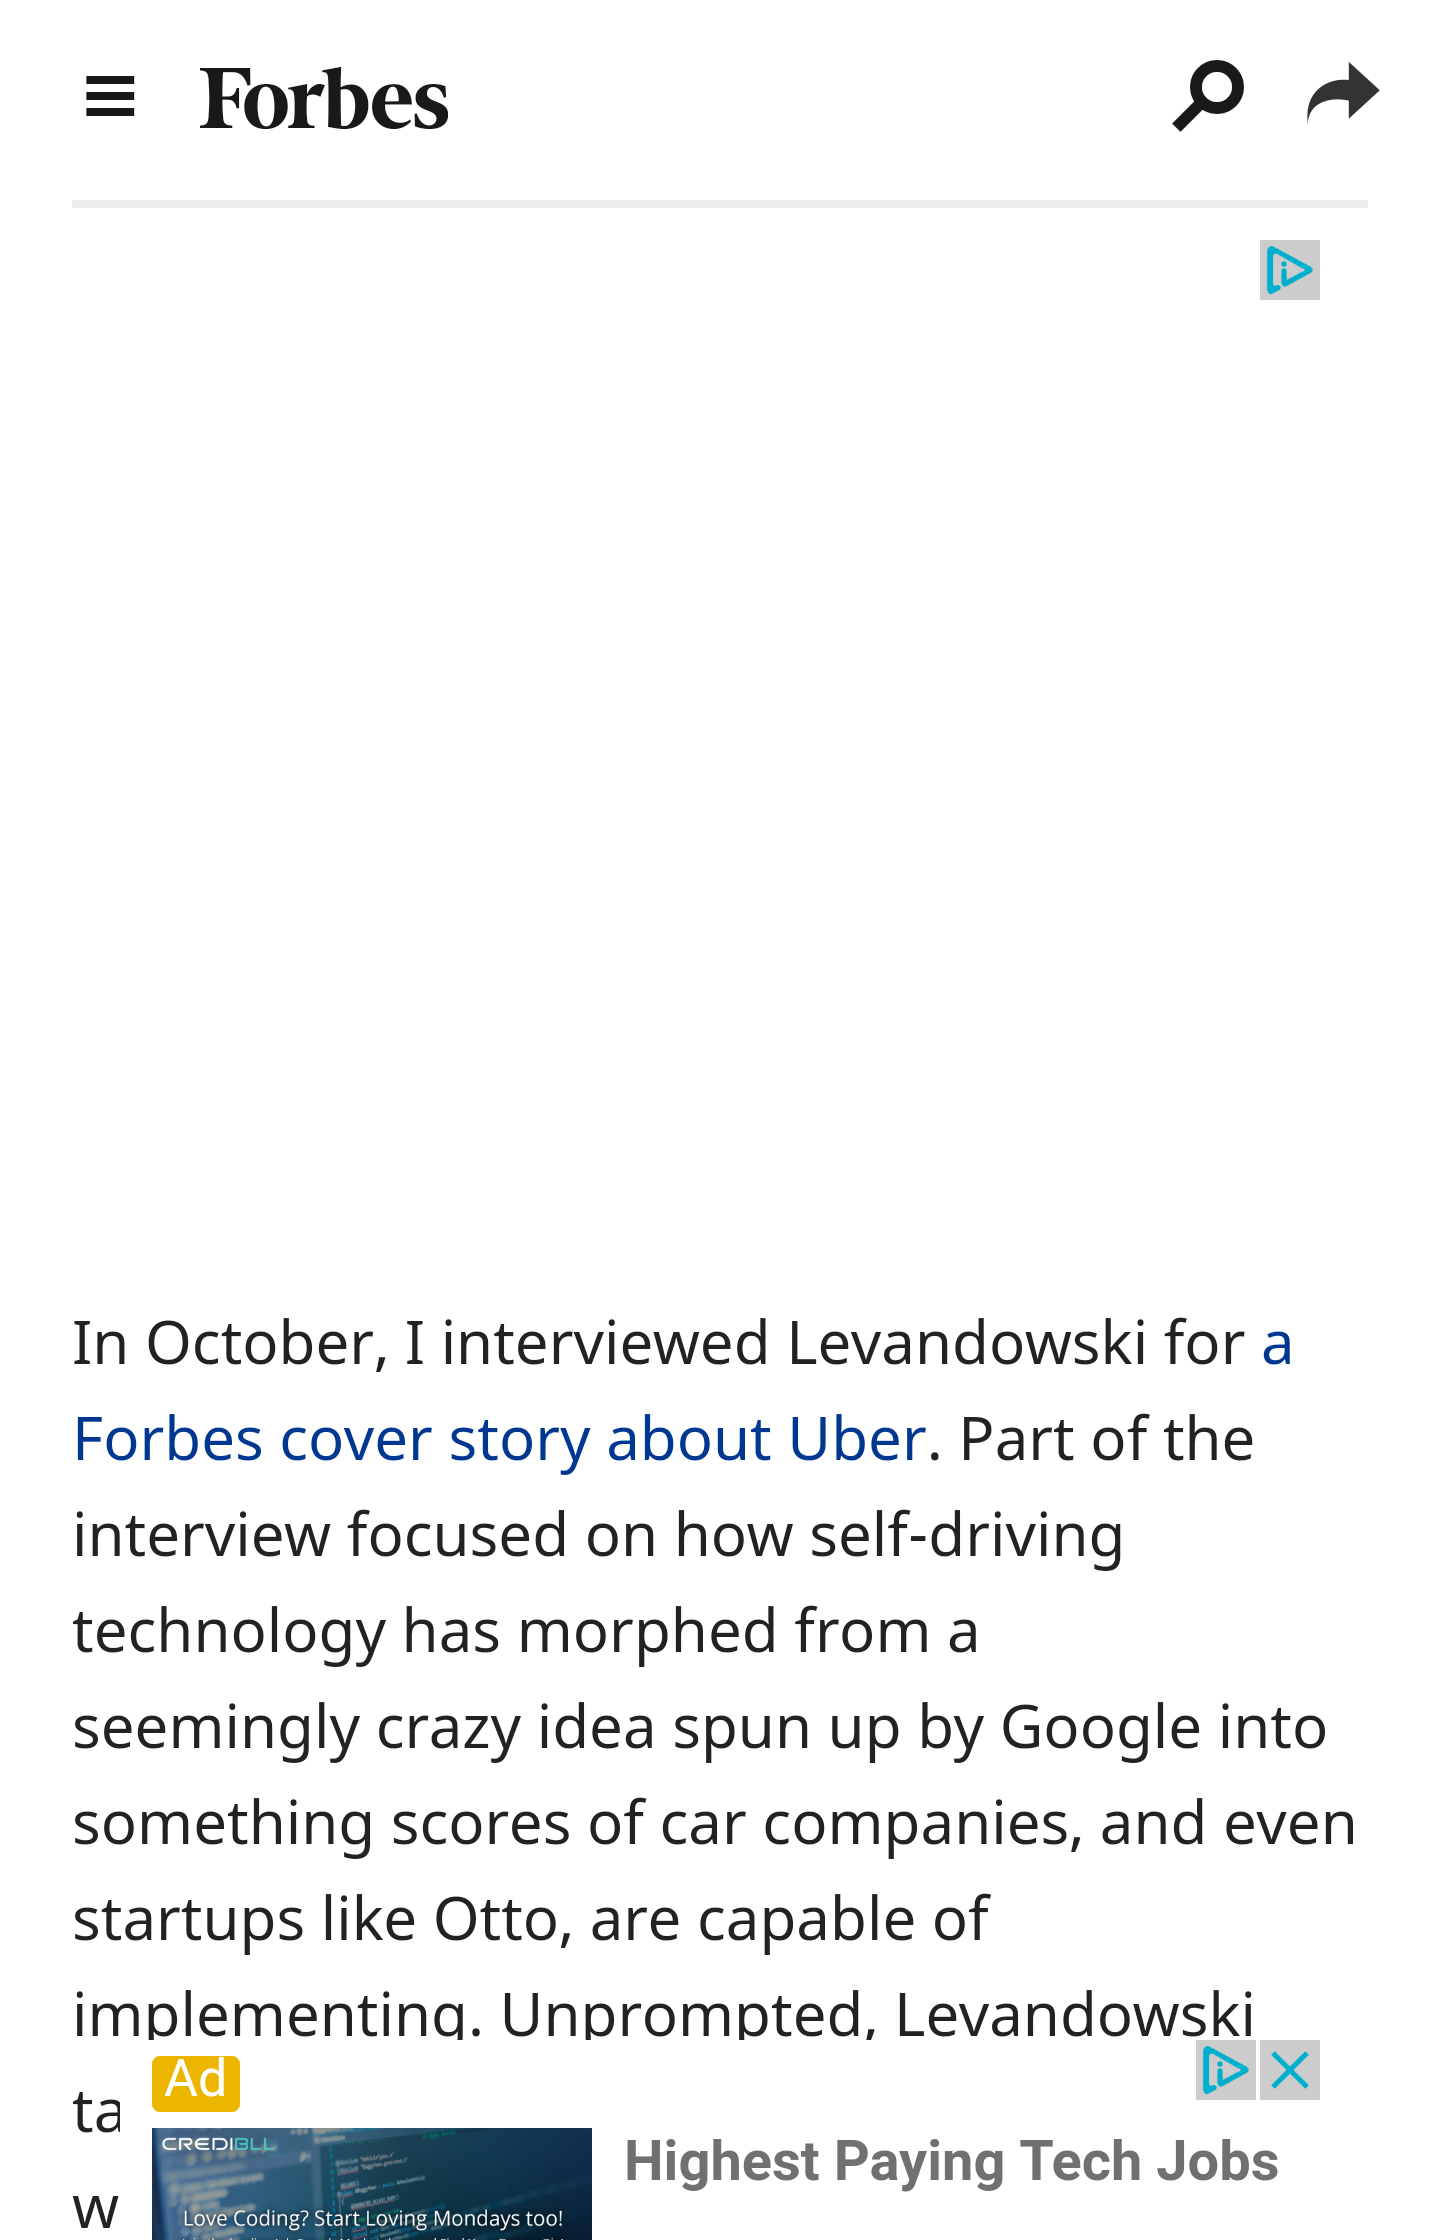 Forbes
In October, I interviewed Levandowski for a
Forbes cover story about Uber. Part of the
interview focused on how self-driving
technology has morphed from a
seemingly crazy idea spun up by Google into
something scores of car companies, and even
startups like Otto, are capable of
implementing. Unprompted, Levandowski
ta
Ad
CREDIBLL
Highest Paying Tech Jobs
w
Love Coding? Start Loving Mondays too!